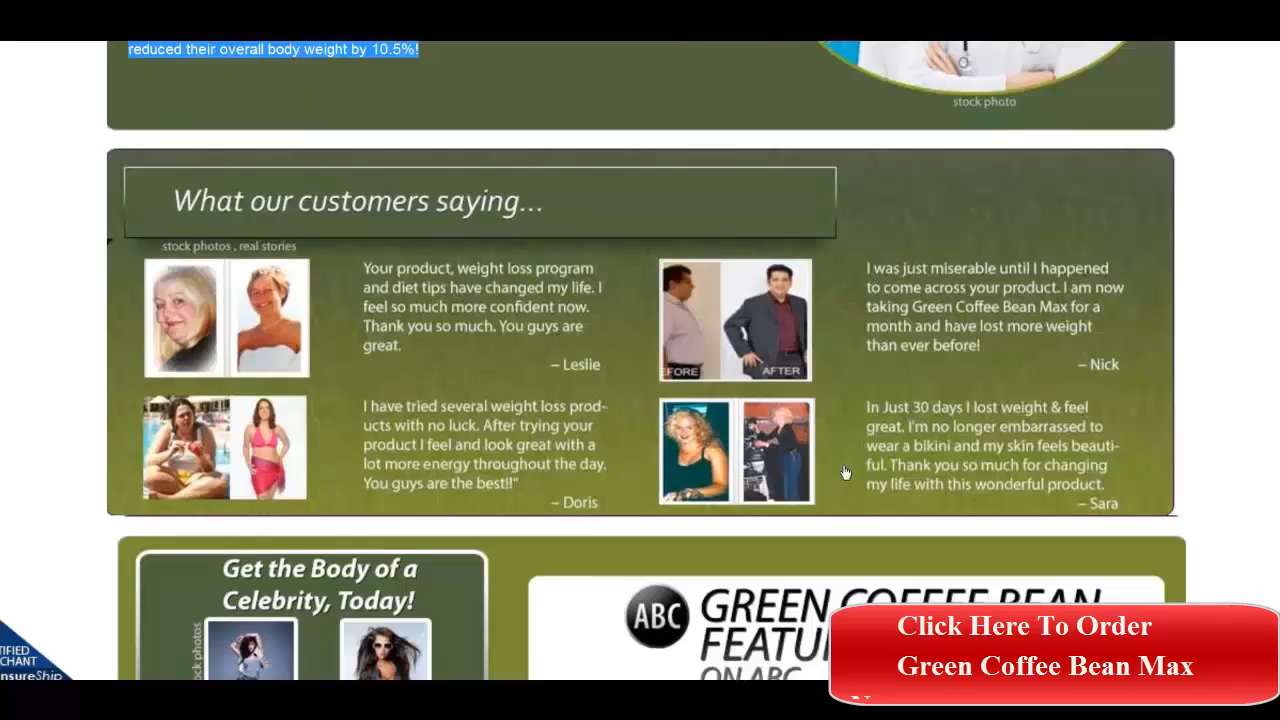 reduced their overall body weight by 10.5%!
stock photo
What our customers saying...
stock photos , real stories
Your product, weight loss program
and diet tips have changed my life. I
feel so much more confident now.
Thank you so much. You guys are
great.
– Leslie
EFORE
AFTER
I was just miserable until I happened
to come across your product. I am now
taking Green Coffee Bean Max for a
month and have lost more weight
than ever before!
– Nick
I have tried several weight loss prod-
ucts with no luck. After trying your
product I feel and look great with a
lot more energy throughout the day.
You guys are the best!!"
– Doris
In Just 30 days I lost weight & feel
great. I'm no longer embarrassed to
wear a bikini and my skin feels beauti-
ful. Thank you so much for changing
my life with this wonderful product.
– Sara
Get the Body of a
Celebrity, Today!
stock photos
ABC
GREEN COFFEE BEAN
FEATU
ON ABC
TIFIED
CHANT
nsureShip
Click Here To Order
Green Coffee Bean Max